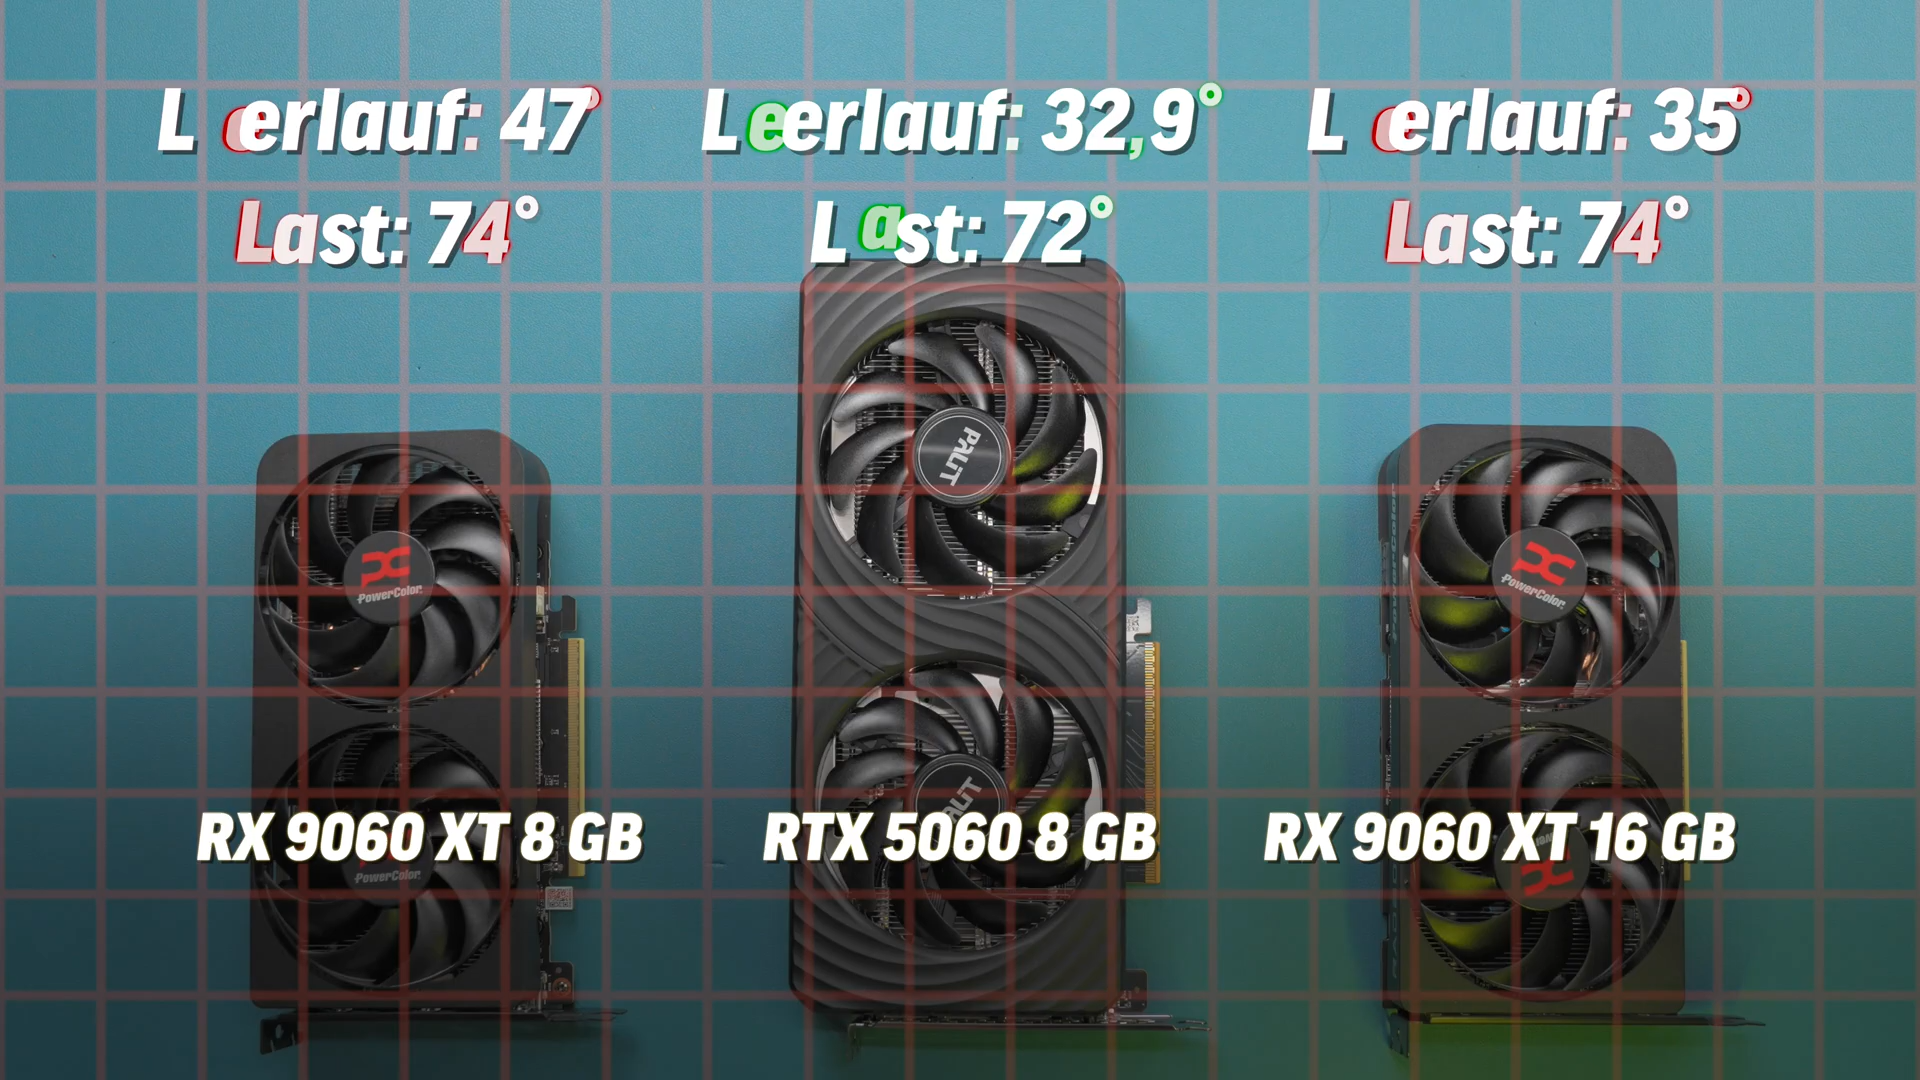 Leerlauf: 47°
Last: 74°
Leerlauf: 32,9°
Last: 72°
Leerlauf: 35°
Last: 74°
PALiT
PowerColor
PowerColor
RX 9060 XT 8 GB
PowerColor
RTX 5060 8 GB
RX 9060 XT 16 GB